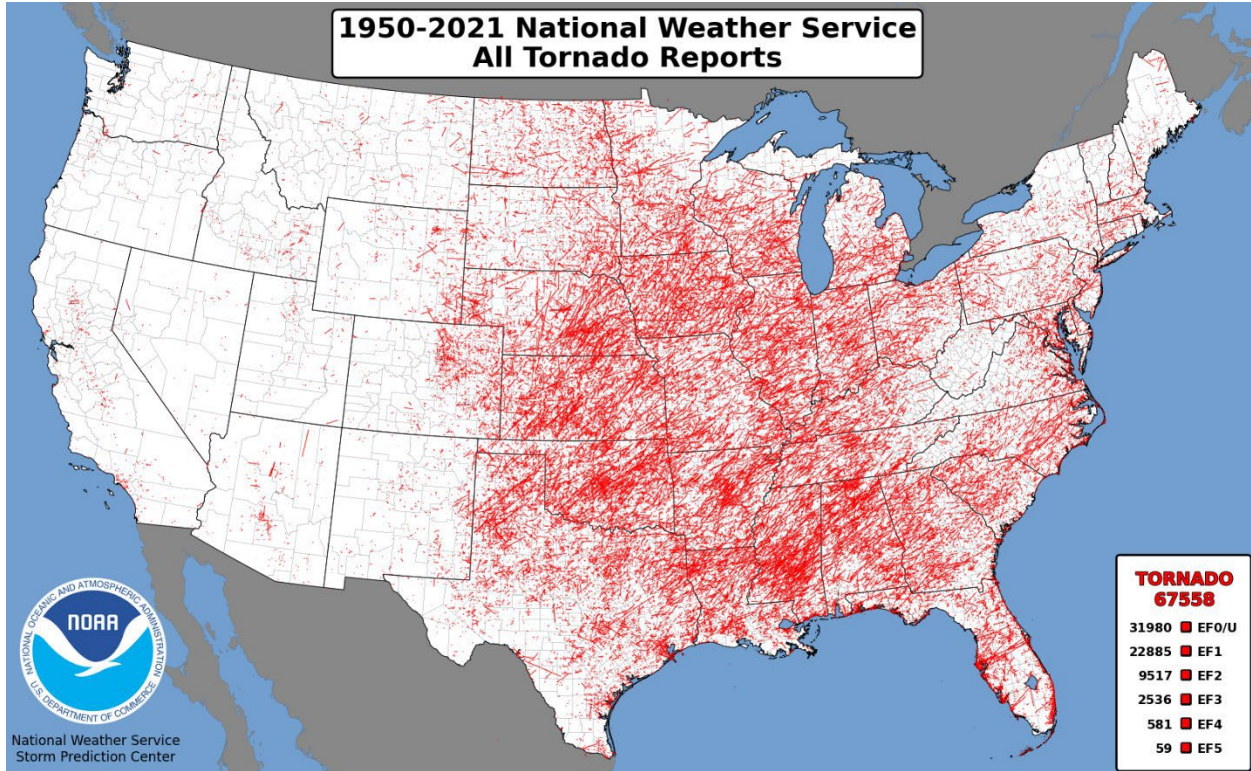 1950-2021 National Weather Service
All Tornado Reports
NATIONAL OCEANIC AND ATMOSPHERIC ADMINISTRATION
NOAA
U.S. DEPARTMENT OF COMMERCE
National Weather Service
Storm Prediction Center
TORNADO
67558
31980 EF0/U
22885 EF1
9517 EF2
2536 EF3
581 EF4
59 EF5